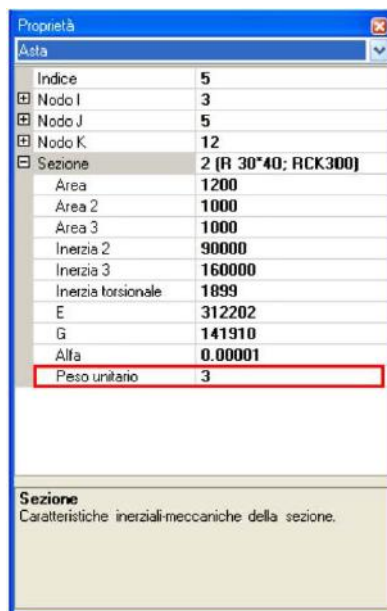 Proprietà
Asta
Indice 5
Nodo I 3
Nodo J 5
Nodo K 12
Sezione 2 (R 30*40; RCK300)
Area 1200
Area 2 1000
Area 3 1000
Inerzia 2 90000
Inerzia 3 160000
Inerzia torsionale 1899
E 312202
G 141910
Alfa 0.00001
Peso unitario 3
Sezione
Caratteristiche inerziali-meccaniche della sezione.